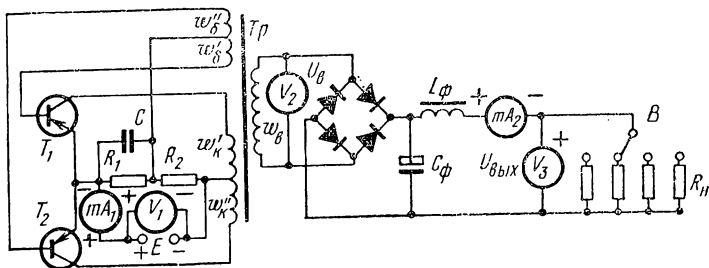 w″б
w′б
Тр
Uв
V2
wв
Lф
+
−
mA2
+
Uвых
V3
B
Rн
Cф
T1
C
R1
R2
w′к
w″к
−
+
−
mA1
+
V1
+ E −
T2